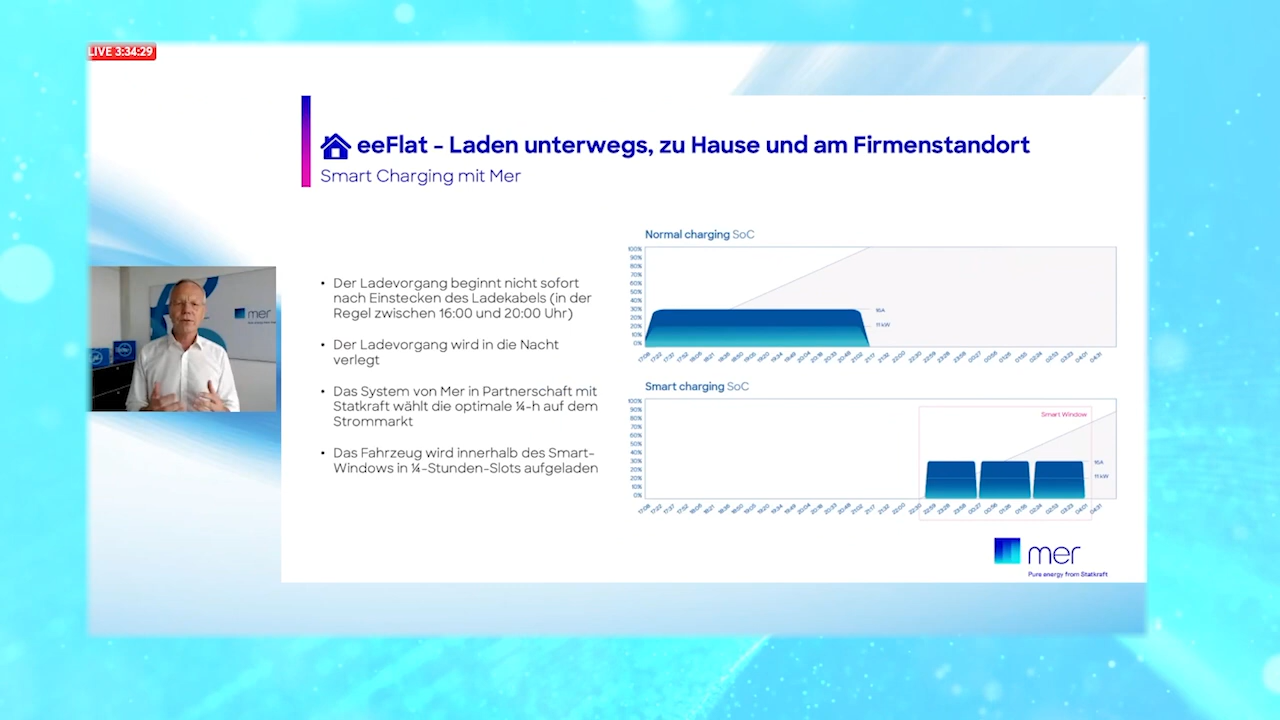 LIVE 3:34:29
eeFlat – Laden unterwegs, zu Hause und am Firmenstandort
Smart Charging mit Mer
• Der Ladevorgang beginnt nicht sofort
nach Einstecken des Ladekabels (in der
Regel zwischen 16:00 und 20:00 Uhr)
• Der Ladevorgang wird in die Nacht
verlegt
• Das System von Mer in Partnerschaft mit
Statkraft wählt die optimale ¼-h auf dem
Strommarkt
• Das Fahrzeug wird innerhalb des Smart-
Windows in ¼-Stunden-Slots aufgeladen
Normal charging SoC
100%
90%
80%
70%
60%
50%
40%
30%
20%
10%
0%
16A
11 kW
Smart charging SoC
100%
90%
80%
70%
60%
50%
40%
30%
20%
10%
0%
Smart Window
16A
11 kW
mer
Pure energy from Statkraft
mer